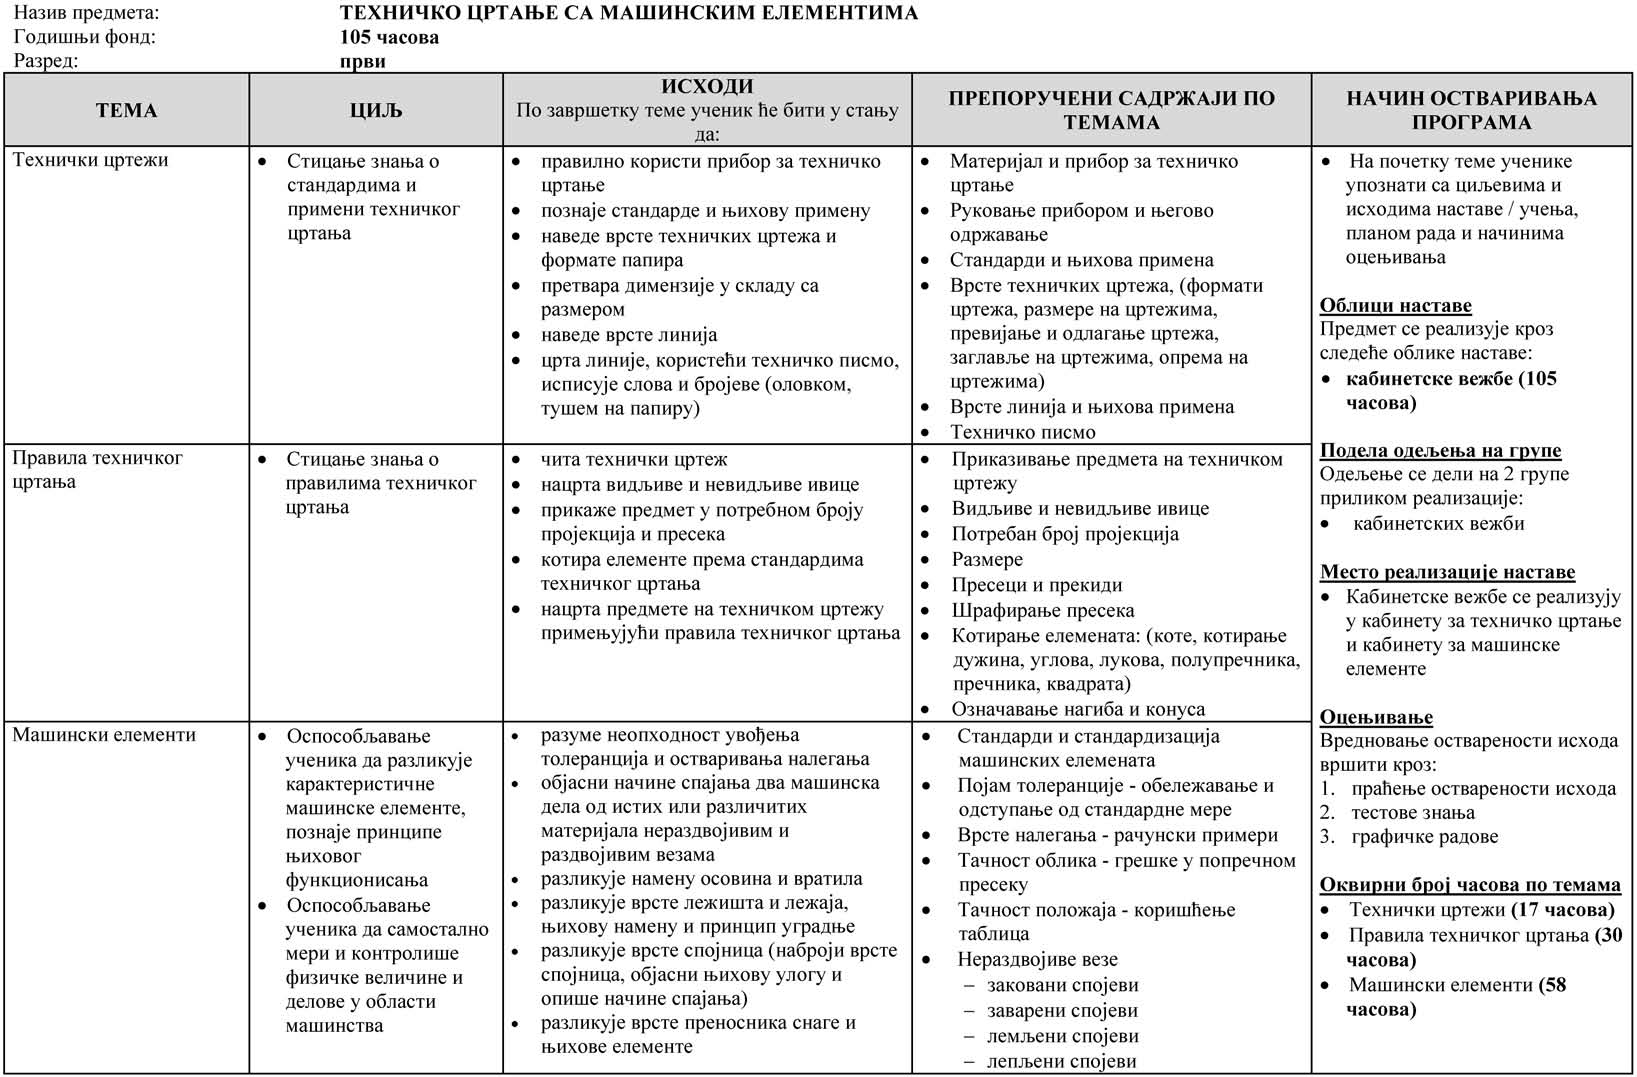 Назив предмета: ТЕХНИЧКО ЦРТАЊЕ СА МАШИНСКИМ ЕЛЕМЕНТИМА
Годишњи фонд: 105 часова
Разред: први
ТЕМА
ЦИЉ
ИСХОДИ
По завршетку теме ученик ће бити у стању
да:
ПРЕПОРУЧЕНИ САДРЖАЈИ ПО
ТЕМАМА
НАЧИН ОСТВАРИВАЊА
ПРОГРАМА
Технички цртежи
• Стицање знања о
стандардима и
примени техничког
цртања
• правилно користи прибор за техничко
цртање
• познаје стандарде и њихову примену
• наведе врсте техничких цртежа и
формате папира
• претвара димензије у складу са
размером
• наведе врсте линија
• црта линије, користећи техничко писмо,
исписује слова и бројеве (оловком,
тушем на папиру)
• Материјал и прибор за техничко
цртање
• Руковање прибором и његово
одржавање
• Стандарди и њихова примена
• Врсте техничких цртежа, (формати
цртежа, размере на цртежима,
превијање и одлагање цртежа,
заглавље на цртежима, опрема на
цртежима)
• Врсте линија и њихова примена
• Техничко писмо
Правила техничког
цртања
• Стицање знања о
правилима техничког
цртања
• чита технички цртеж
• нацрта видљиве и невидљиве ивице
• прикаже предмет у потребном броју
пројекција и пресека
• котира елементе према стандардима
техничког цртања
• нацрта предмете на техничком цртежу
примењујући правила техничког цртања
• Приказивање предмета на техничком
цртежу
• Видљиве и невидљиве ивице
• Потребан број пројекција
• Размере
• Пресеци и прекиди
• Шрафирање пресека
• Котирање елемената: (коте, котирање
дужина, углова, лукова, полупречника,
пречника, квадрата)
• Означавање нагиба и конуса
Машински елементи
• Оспособљавање
ученика да разликује
карактеристичне
машинске елементе,
познаје принципе
њиховог
функционисања
• Оспособљавање
ученика да самостално
мери и контролише
физичке величине и
делове у области
машинства
• разуме неопходност увођења
толеранција и остваривања налегања
• објасни начине спајања два машинска
дела од истих или различитих
материјала нераздвојивим и
раздвојивим везама
• разликује намену осовина и вратила
• разликује врсте лежишта и лежаја,
њихову намену и принцип уградње
• разликује врсте спојница (наброји врсте
спојница, објасни њихову улогу и
опише начине спајања)
• разликује врсте преносника снаге и
њихове елементе
• Стандарди и стандардизација
машинских елемената
• Појам толеранције - обележавање и
одступање од стандардне мере
• Врсте налегања - рачунски примери
• Тачност облика - грешке у попречном
пресеку
• Тачност положаја - коришћење
таблица
• Нераздвојиве везе
– заковани спојеви
– заварени спојеви
– лемљени спојеви
– лепљени спојеви
• На почетку теме ученике
упознати са циљевима и
исходима наставе / учења,
планом рада и начинима
оцењивања
Облици наставе
Предмет се реализује кроз
следеће облике наставе:
• кабинетске вежбе (105
часова)
Подела одељења на групе
Одељење се дели на 2 групе
приликом реализације:
• кабинетских вежби
Место реализације наставе
• Кабинетске вежбе се реализују
у кабинету за техничко цртање
и кабинету за машинске
елементе
Оцењивање
Вредновање остварености исхода
вршити кроз:
1. праћење остварености исхода
2. тестове знања
3. графичке радове
Оквирни број часова по темама
• Технички цртежи (17 часова)
• Правила техничког цртања (30
часова)
• Машински елементи (58
часова)